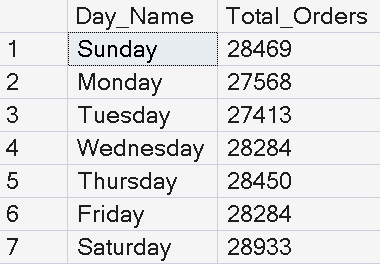 Day_Name Total_Orders
1 Sunday 28469
2 Monday 27568
3 Tuesday 27413
4 Wednesday 28284
5 Thursday 28450
6 Friday 28284
7 Saturday 28933